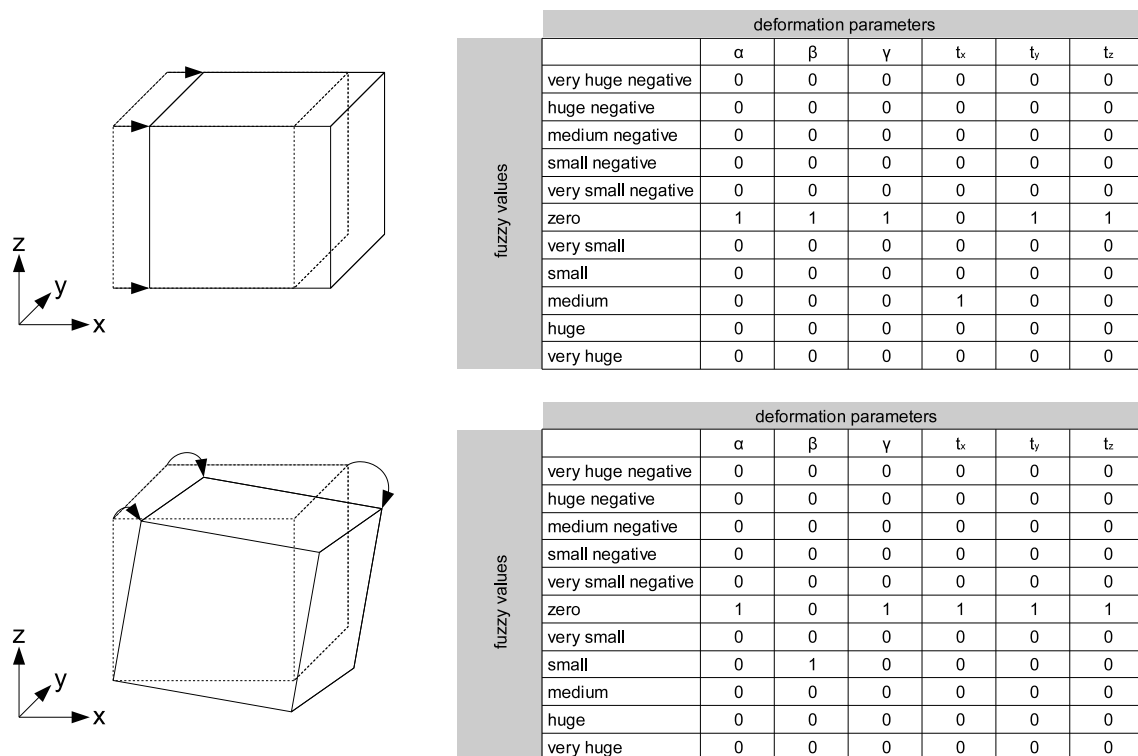 deformation parameters
α β γ tx ty tz
fuzzy values
very huge negative 0 0 0 0 0 0
huge negative 0 0 0 0 0 0
medium negative 0 0 0 0 0 0
small negative 0 0 0 0 0 0
very small negative 0 0 0 0 0 0
zero 1 1 1 0 1 1
very small 0 0 0 0 0 0
small 0 0 0 0 0 0
medium 0 0 0 1 0 0
huge 0 0 0 0 0 0
very huge 0 0 0 0 0 0
z
y
x
deformation parameters
α β γ tx ty tz
fuzzy values
very huge negative 0 0 0 0 0 0
huge negative 0 0 0 0 0 0
medium negative 0 0 0 0 0 0
small negative 0 0 0 0 0 0
very small negative 0 0 0 0 0 0
zero 1 0 1 1 1 1
very small 0 0 0 0 0 0
small 0 1 0 0 0 0
medium 0 0 0 0 0 0
huge 0 0 0 0 0 0
very huge 0 0 0 0 0 0
z
y
x